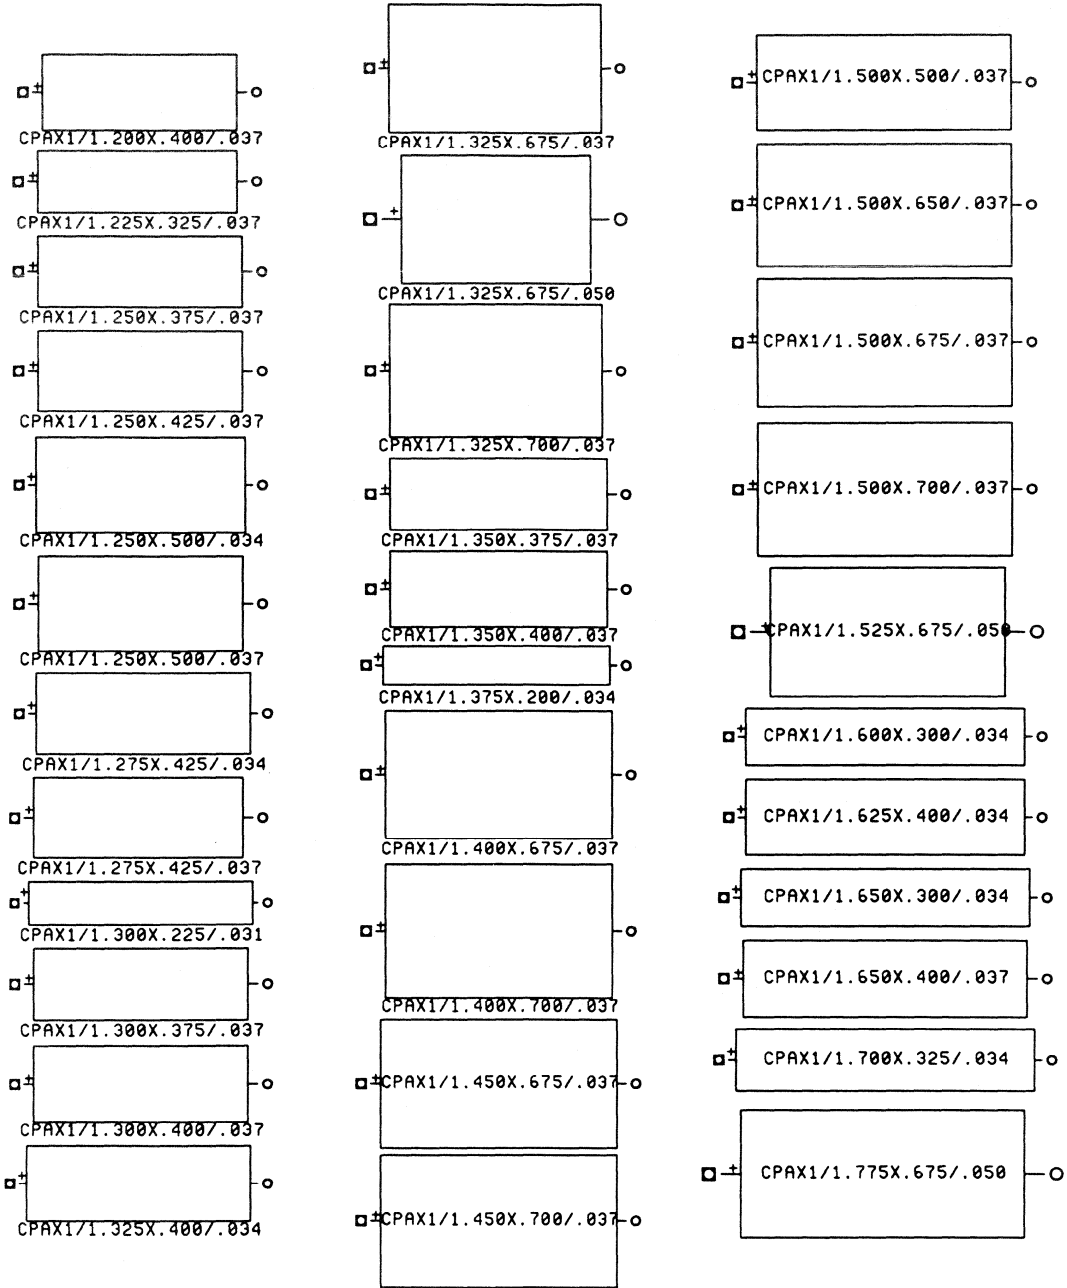 CPAX1/1.200X.400/.037
CPAX1/1.225X.325/.037
CPAX1/1.250X.375/.037
CPAX1/1.250X.425/.037
CPAX1/1.250X.500/.034
CPAX1/1.250X.500/.037
CPAX1/1.275X.425/.034
CPAX1/1.275X.425/.037
CPAX1/1.300X.225/.031
CPAX1/1.300X.375/.037
CPAX1/1.300X.400/.037
CPAX1/1.325X.400/.034
CPAX1/1.325X.675/.037
CPAX1/1.325X.675/.050
CPAX1/1.325X.700/.037
CPAX1/1.350X.375/.037
CPAX1/1.350X.400/.037
CPAX1/1.375X.200/.034
CPAX1/1.400X.675/.037
CPAX1/1.400X.700/.037
CPAX1/1.450X.675/.037
CPAX1/1.450X.700/.037
CPAX1/1.500X.500/.037
CPAX1/1.500X.650/.037
CPAX1/1.500X.675/.037
CPAX1/1.500X.700/.037
CPAX1/1.525X.675/.050
CPAX1/1.600X.300/.034
CPAX1/1.625X.400/.034
CPAX1/1.650X.300/.034
CPAX1/1.650X.400/.037
CPAX1/1.700X.325/.034
CPAX1/1.775X.675/.050